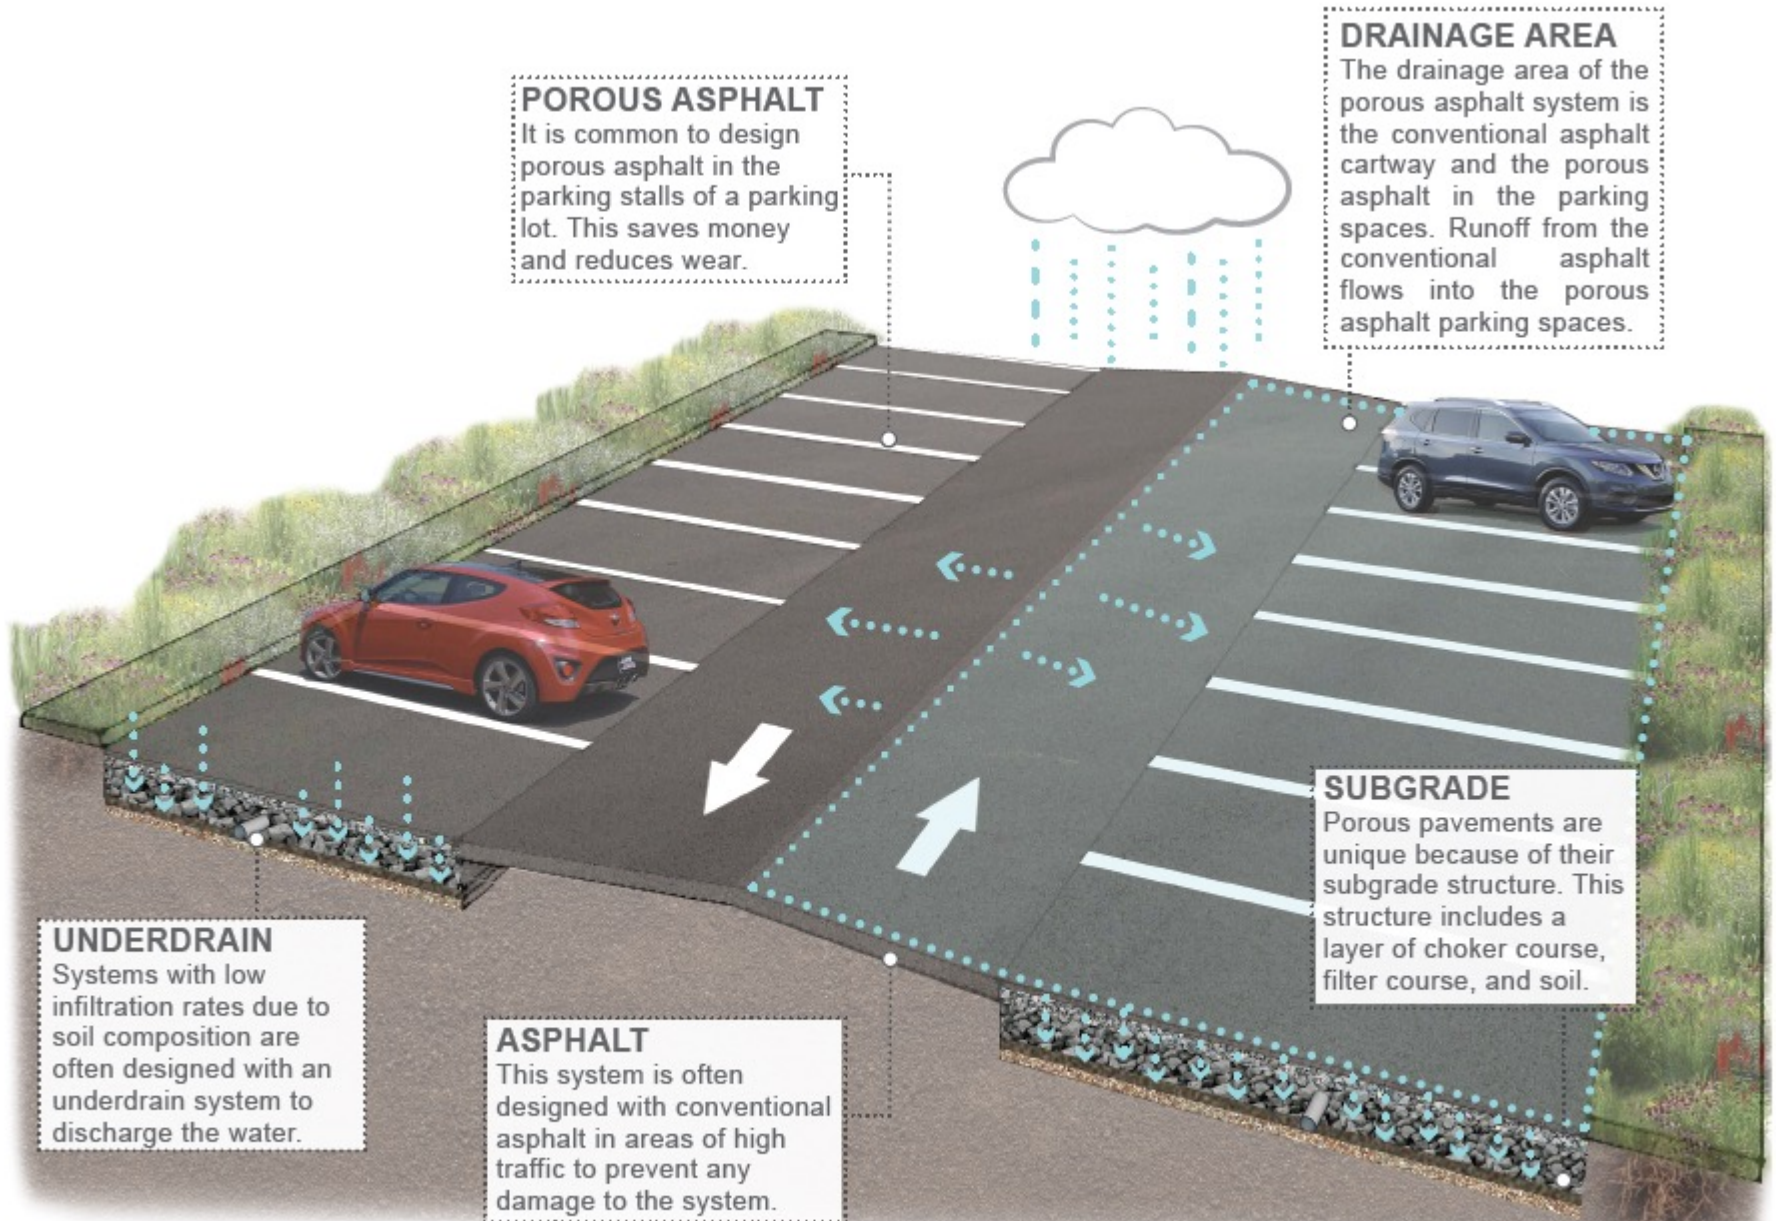 POROUS ASPHALT
It is common to design
porous asphalt in the
parking stalls of a parking
lot. This saves money
and reduces wear.
DRAINAGE AREA
The drainage area of the
porous asphalt system is
the conventional asphalt
cartway and the porous
asphalt in the parking
spaces. Runoff from the
conventional asphalt
flows into the porous
asphalt parking spaces.
SUBGRADE
Porous pavements are
unique because of their
subgrade structure. This
structure includes a
layer of choker course,
filter course, and soil.
UNDERDRAIN
Systems with low
infiltration rates due to
soil composition are
often designed with an
underdrain system to
discharge the water.
ASPHALT
This system is often
designed with conventional
asphalt in areas of high
traffic to prevent any
damage to the system.